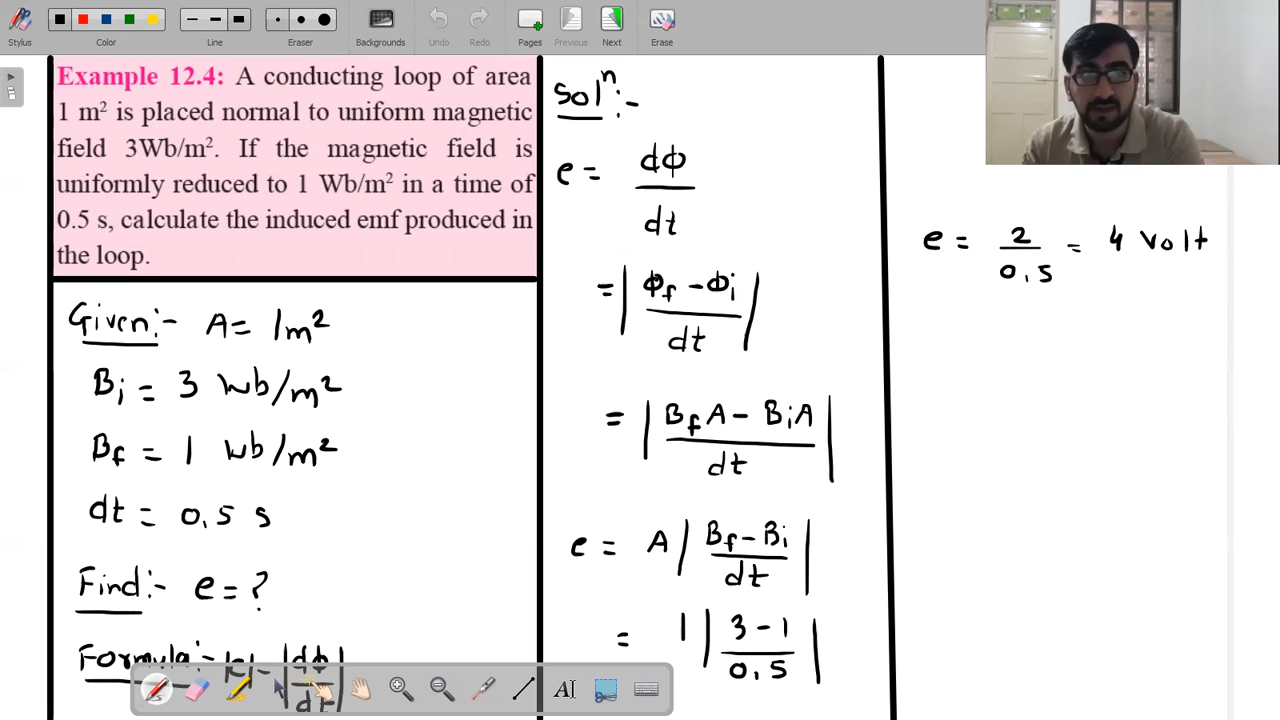 Stylus
Color
Line
Eraser
Backgrounds
Undo
Redo
Pages
Previous
Next
Erase
Example 12.4: A conducting loop of area
1 m² is placed normal to uniform magnetic
field 3Wb/m². If the magnetic field is
uniformly reduced to 1 Wb/m² in a time of
0.5 s, calculate the induced emf produced in
the loop.
Given:- A = 1m²
Bi = 3 Wb/m²
Bf = 1 Wb/m²
dt = 0.5 s
Find:- e = ?
Formula:- |e| = |dϕ/dt|
Solⁿ:-
e = dϕ/dt
= |ϕf - ϕi / dt|
= |BfA - BiA / dt|
e = A |Bf - Bi / dt|
= 1 |3 - 1 / 0.5|
e = 2/0.5 = 4 Volt